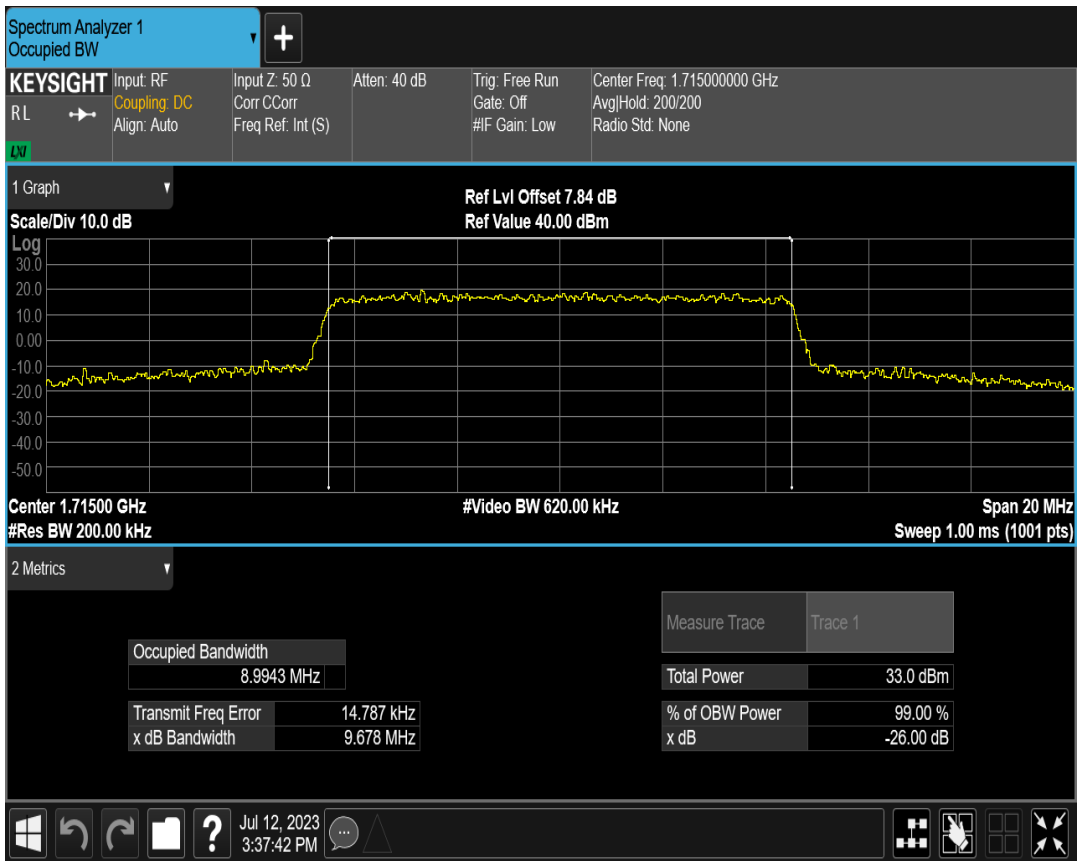 Spectrum Analyzer 1
Occupied BW
KEYSIGHT
RL
LXI
Input: RF
Coupling: DC
Align: Auto
Input Z: 50 Ω
Corr CCorr
Freq Ref: Int (S)
Atten: 40 dB
Trig: Free Run
Gate: Off
#IF Gain: Low
Center Freq: 1.715000000 GHz
Avg|Hold: 200/200
Radio Std: None
1 Graph
Scale/Div 10.0 dB
Ref Lvl Offset 7.84 dB
Ref Value 40.00 dBm
Log
30.0
20.0
10.0
0.00
-10.0
-20.0
-30.0
-40.0
-50.0
Center 1.71500 GHz
#Res BW 200.00 kHz
#Video BW 620.00 kHz
Span 20 MHz
Sweep 1.00 ms (1001 pts)
2 Metrics
Measure Trace Trace 1
Occupied Bandwidth
8.9943 MHz
Total Power 33.0 dBm
Transmit Freq Error 14.787 kHz
x dB Bandwidth 9.678 MHz
% of OBW Power 99.00 %
x dB -26.00 dB
?
Jul 12, 2023
3:37:42 PM